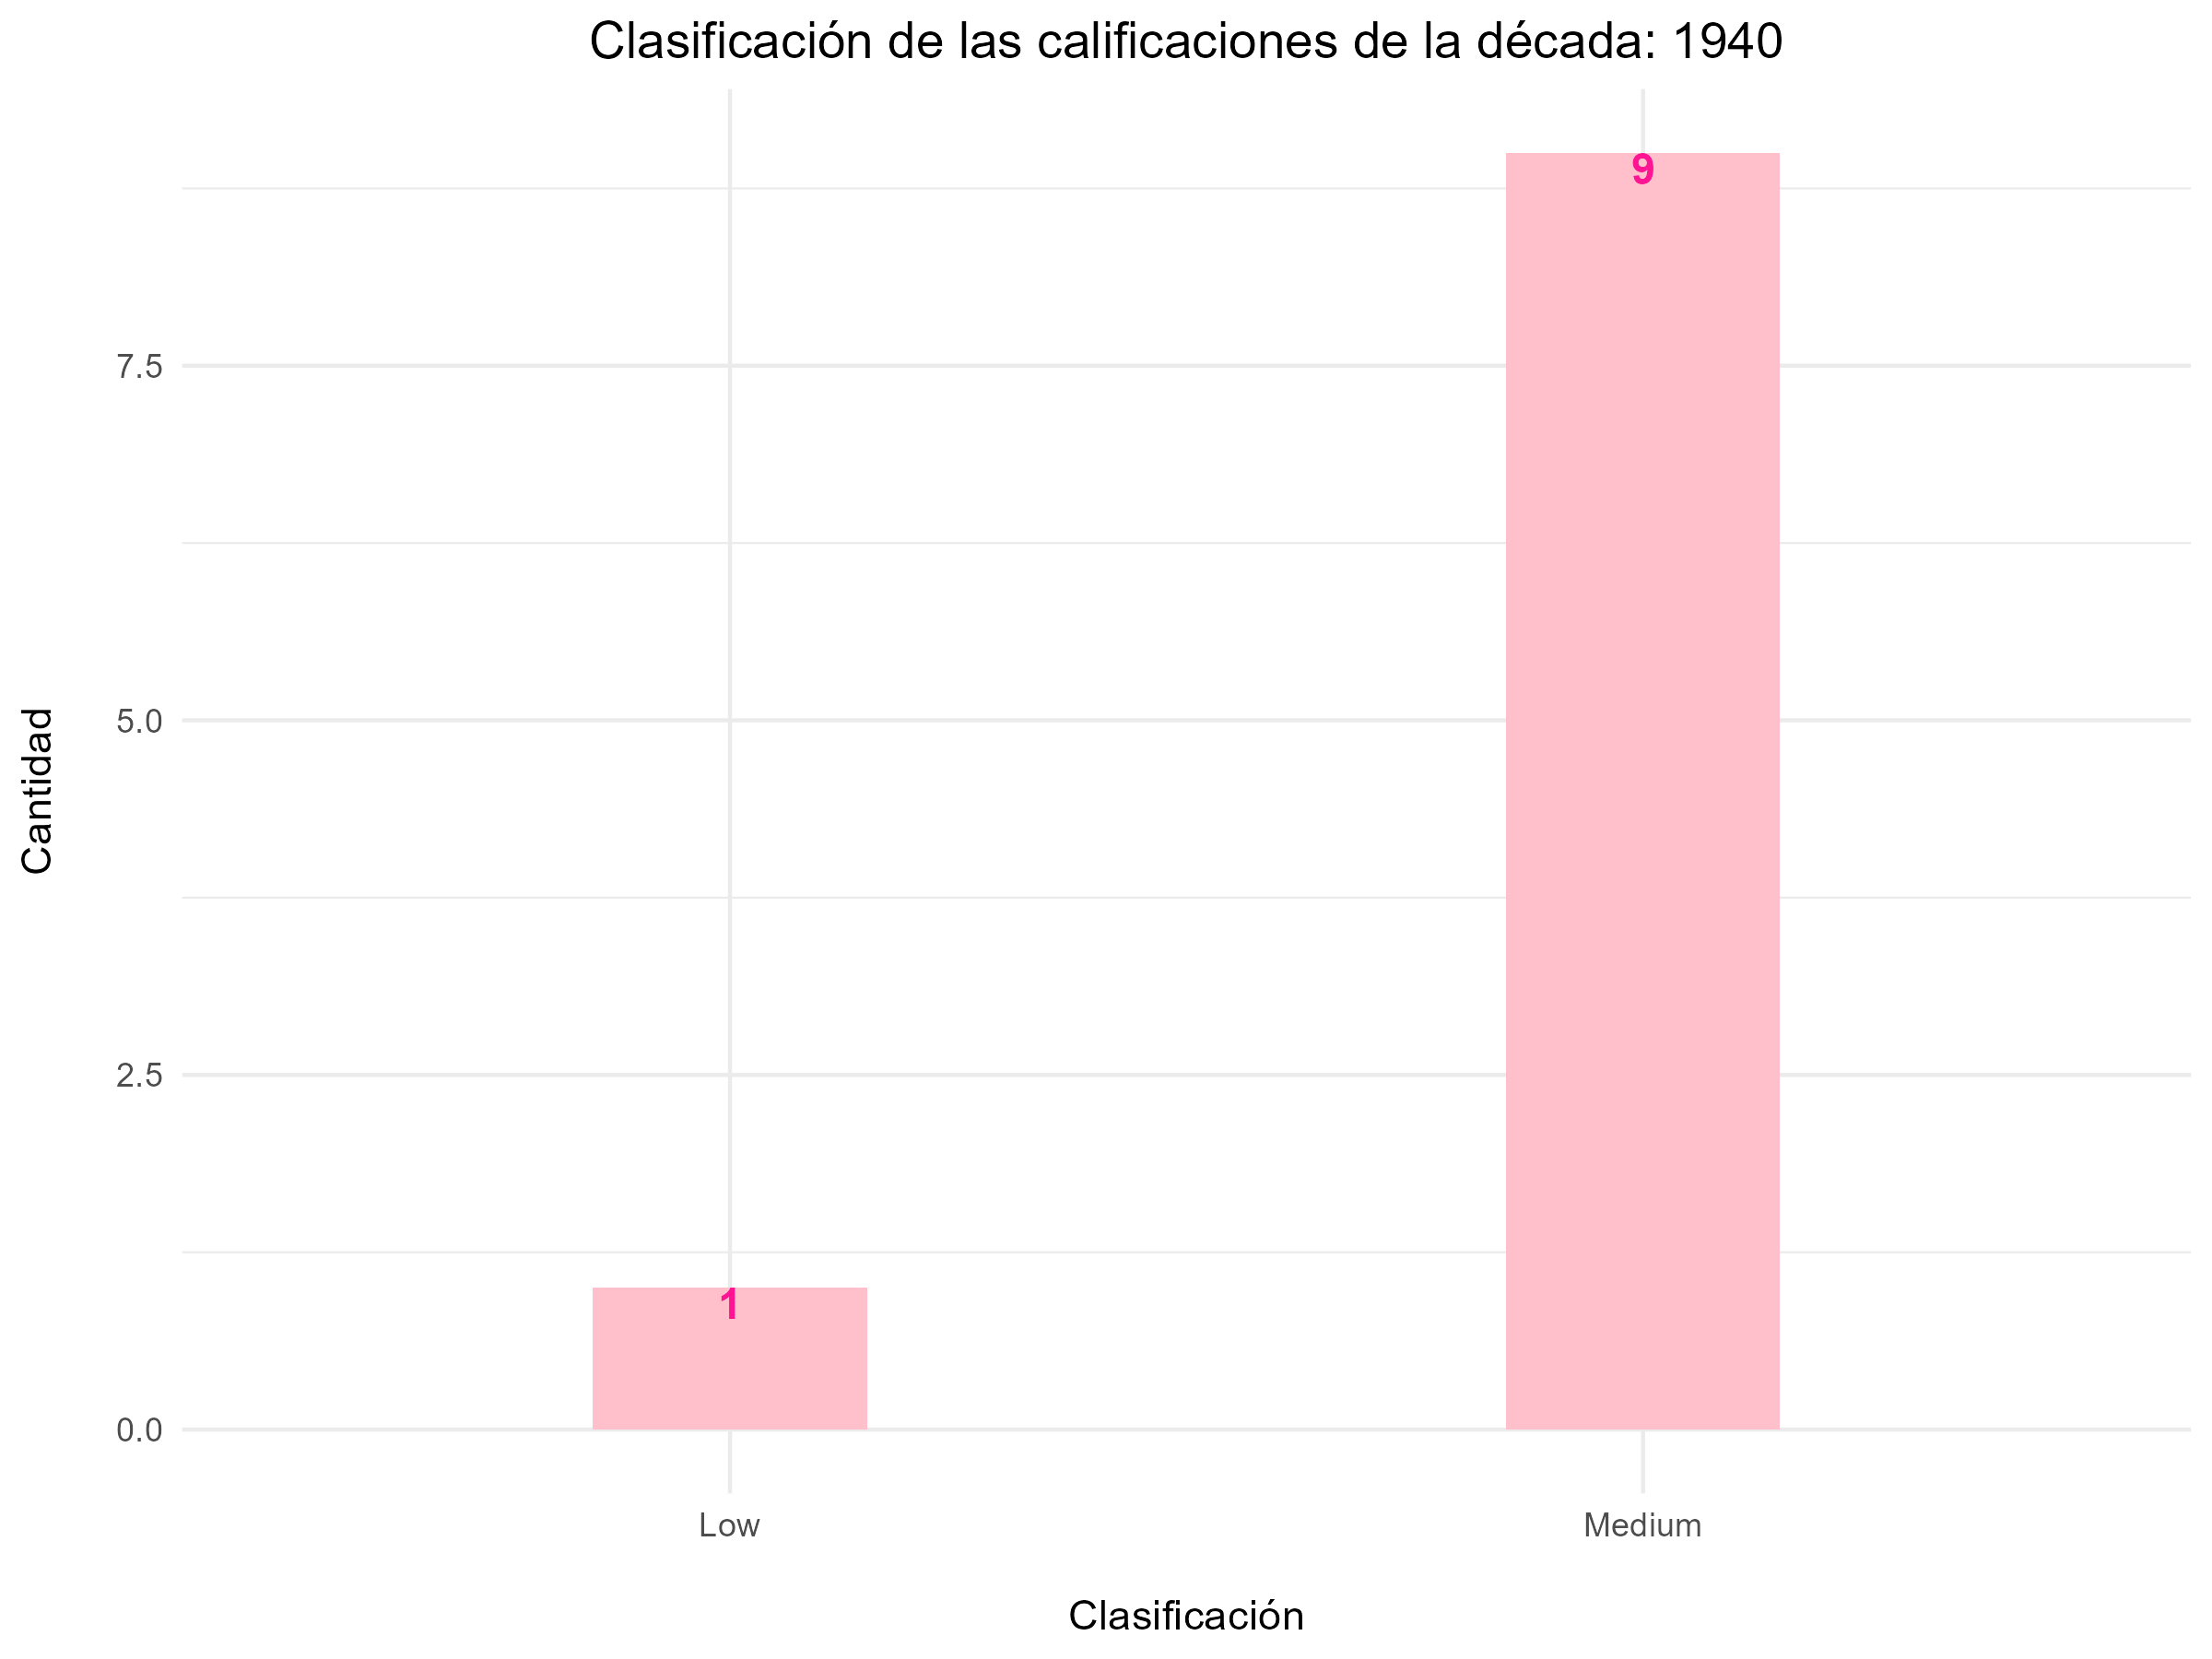 Clasificación de las calificaciones de la década: 1940
9
7.5
5.0
Cantidad
2.5
1
0.0
Low Medium
Clasificación